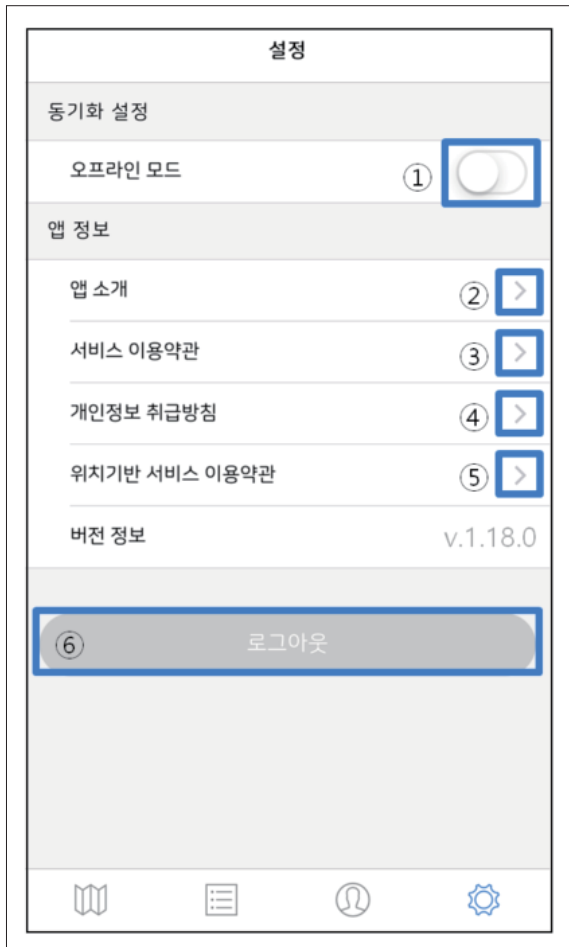 설정
동기화 설정
오프라인 모드 ①
앱 정보
앱 소개 ②
서비스 이용약관 ③
개인정보 취급방침 ④
위치기반 서비스 이용약관 ⑤
버전 정보 v.1.18.0
⑥ 로그아웃